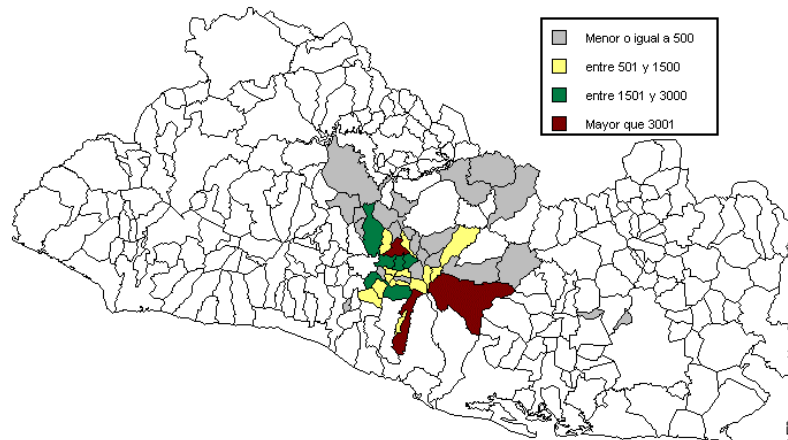 Menor o igual a 500
entre 501 y 1500
entre 1501 y 3000
Mayor que 3001